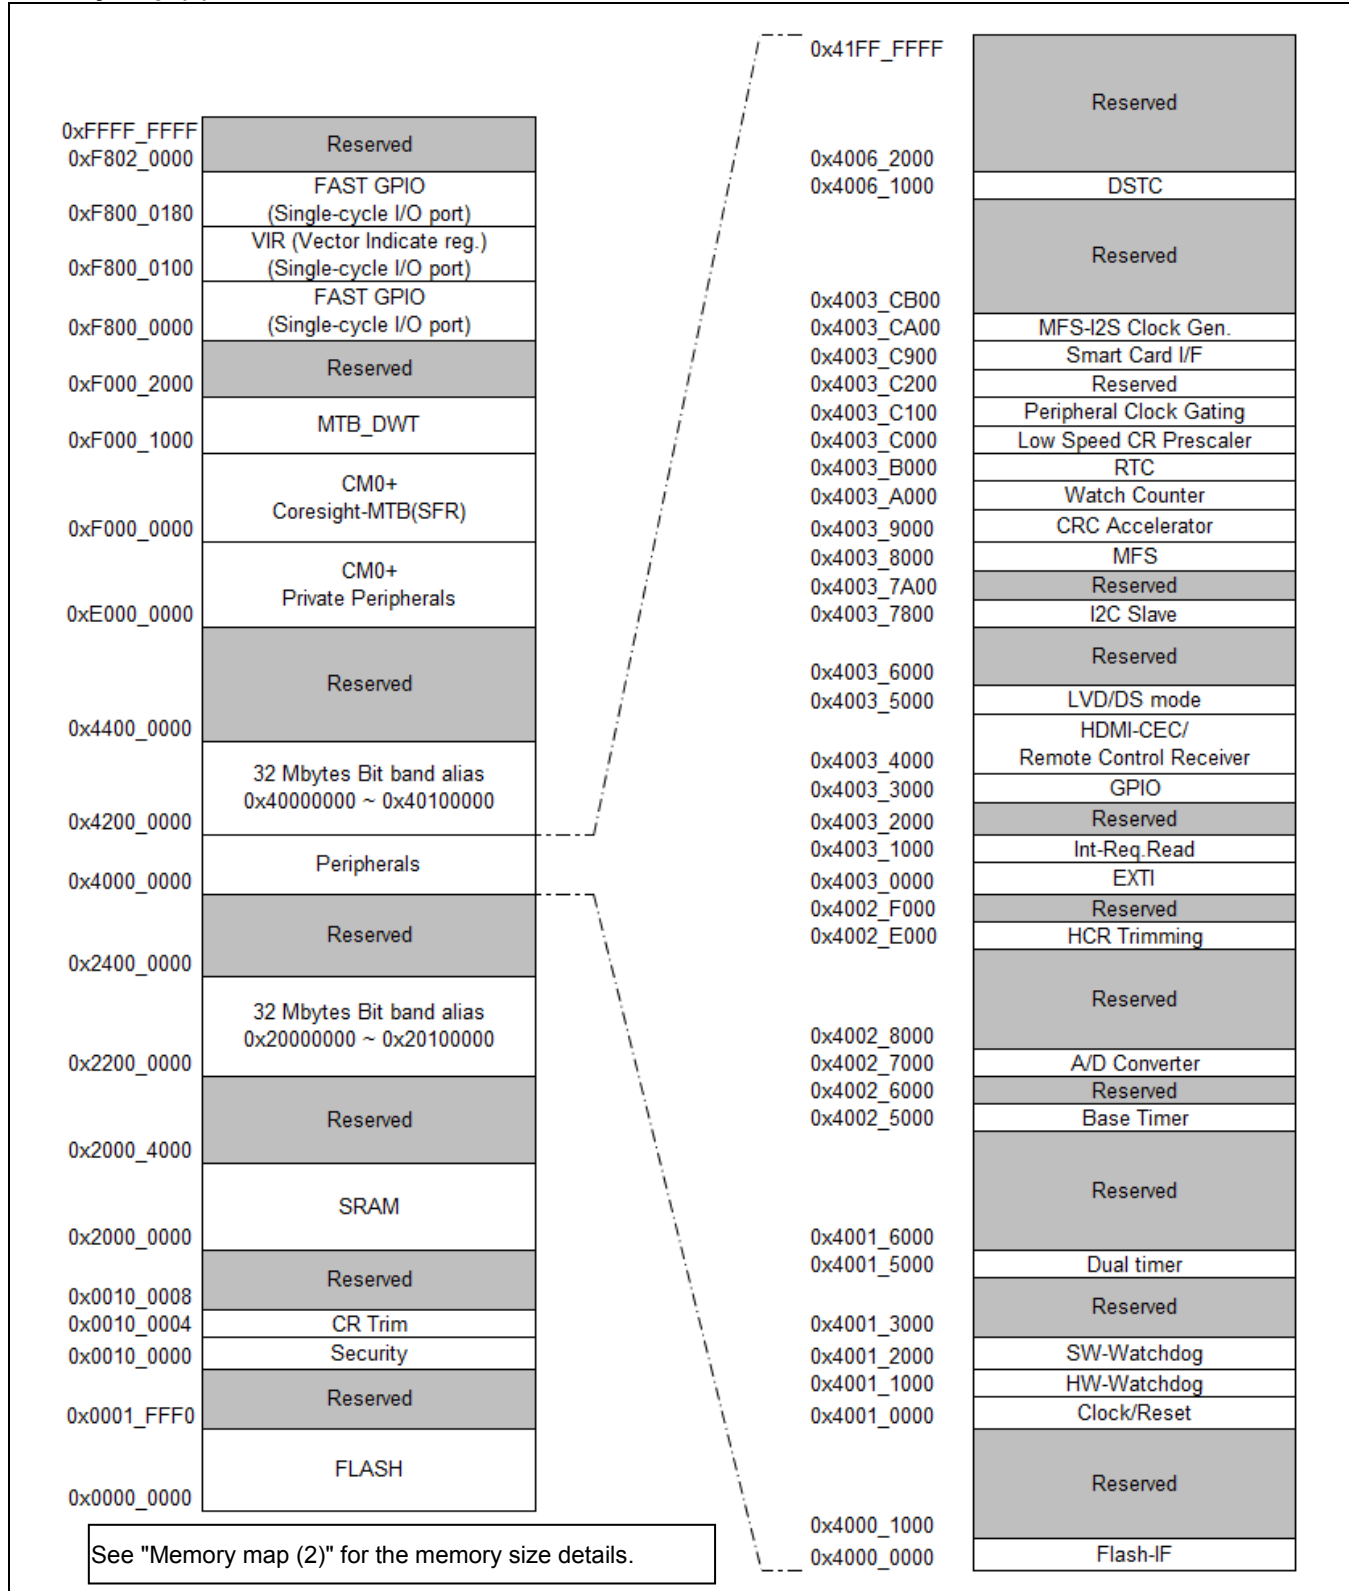 0xFFFF_FFFF
Reserved
0xF802_0000
FAST GPIO
0xF800_0180 (Single-cycle I/O port)
VIR (Vector Indicate reg.)
0xF800_0100 (Single-cycle I/O port)
FAST GPIO
0xF800_0000 (Single-cycle I/O port)
Reserved
0xF000_2000
MTB_DWT
0xF000_1000
CM0+
Coresight-MTB(SFR)
0xF000_0000
CM0+
Private Peripherals
0xE000_0000
Reserved
0x4400_0000
32 Mbytes Bit band alias
0x40000000 ~ 0x40100000
0x4200_0000
Peripherals
0x4000_0000
Reserved
0x2400_0000
32 Mbytes Bit band alias
0x20000000 ~ 0x20100000
0x2200_0000
Reserved
0x2000_4000
SRAM
0x2000_0000
Reserved
0x0010_0008
0x0010_0004 CR Trim
0x0010_0000 Security
Reserved
0x0001_FFF0
FLASH
0x0000_0000
See "Memory map (2)" for the memory size details.
0x41FF_FFFF
Reserved
0x4006_2000
0x4006_1000 DSTC
Reserved
0x4003_CB00
0x4003_CA00 MFS-I2S Clock Gen.
0x4003_C900 Smart Card I/F
0x4003_C200 Reserved
0x4003_C100 Peripheral Clock Gating
0x4003_C000 Low Speed CR Prescaler
0x4003_B000 RTC
0x4003_A000 Watch Counter
0x4003_9000 CRC Accelerator
0x4003_8000 MFS
0x4003_7A00 Reserved
0x4003_7800 I2C Slave
Reserved
0x4003_6000
0x4003_5000 LVD/DS mode
HDMI-CEC/
0x4003_4000 Remote Control Receiver
0x4003_3000 GPIO
0x4003_2000 Reserved
0x4003_1000 Int-Req.Read
0x4003_0000 EXTI
0x4002_F000 Reserved
0x4002_E000 HCR Trimming
Reserved
0x4002_8000
0x4002_7000 A/D Converter
0x4002_6000 Reserved
0x4002_5000 Base Timer
Reserved
0x4001_6000
0x4001_5000 Dual timer
Reserved
0x4001_3000
0x4001_2000 SW-Watchdog
0x4001_1000 HW-Watchdog
0x4001_0000 Clock/Reset
Reserved
0x4000_1000
0x4000_0000 Flash-IF